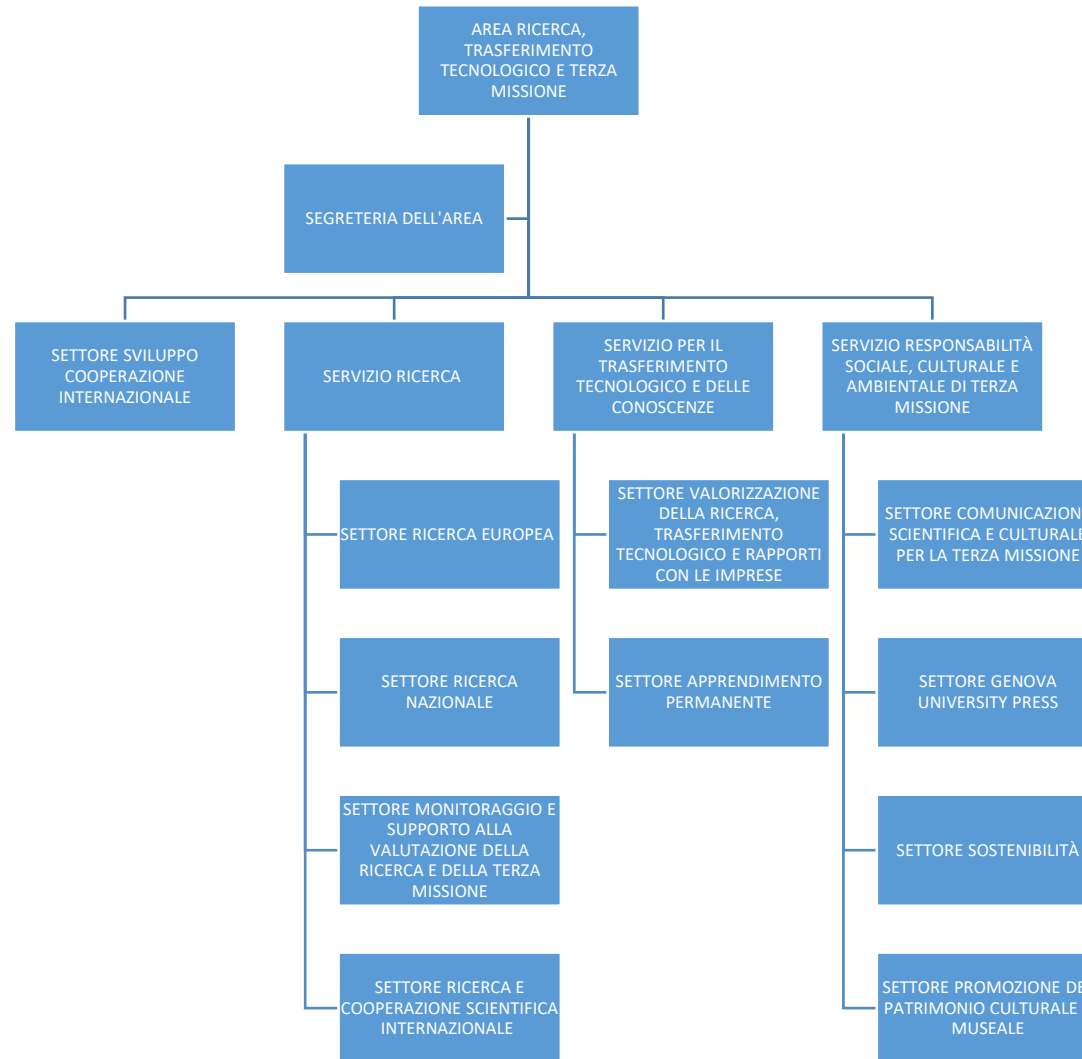 AREA RICERCA,
TRASFERIMENTO
TECNOLOGICO E TERZA
MISSIONE
SEGRETERIA DELL'AREA
SETTORE SVILUPPO
COOPERAZIONE
INTERNAZIONALE
SERVIZIO RICERCA
SERVIZIO PER IL
TRASFERIMENTO
TECNOLOGICO E DELLE
CONOSCENZE
SERVIZIO RESPONSABILITÀ
SOCIALE, CULTURALE E
AMBIENTALE DI TERZA
MISSIONE
SETTORE RICERCA EUROPEA
SETTORE RICERCA
NAZIONALE
SETTORE MONITORAGGIO E
SUPPORTO ALLA
VALUTAZIONE DELLA
RICERCA E DELLA TERZA
MISSIONE
SETTORE RICERCA E
COOPERAZIONE SCIENTIFICA
INTERNAZIONALE
SETTORE VALORIZZAZIONE
DELLA RICERCA,
TRASFERIMENTO
TECNOLOGICO E RAPPORTI
CON LE IMPRESE
SETTORE APPRENDIMENTO
PERMANENTE
SETTORE COMUNICAZION
SCIENTIFICA E CULTURALE
PER LA TERZA MISSIONE
SETTORE GENOVA
UNIVERSITY PRESS
SETTORE SOSTENIBILITÀ
SETTORE PROMOZIONE DE
PATRIMONIO CULTURALE
MUSEALE